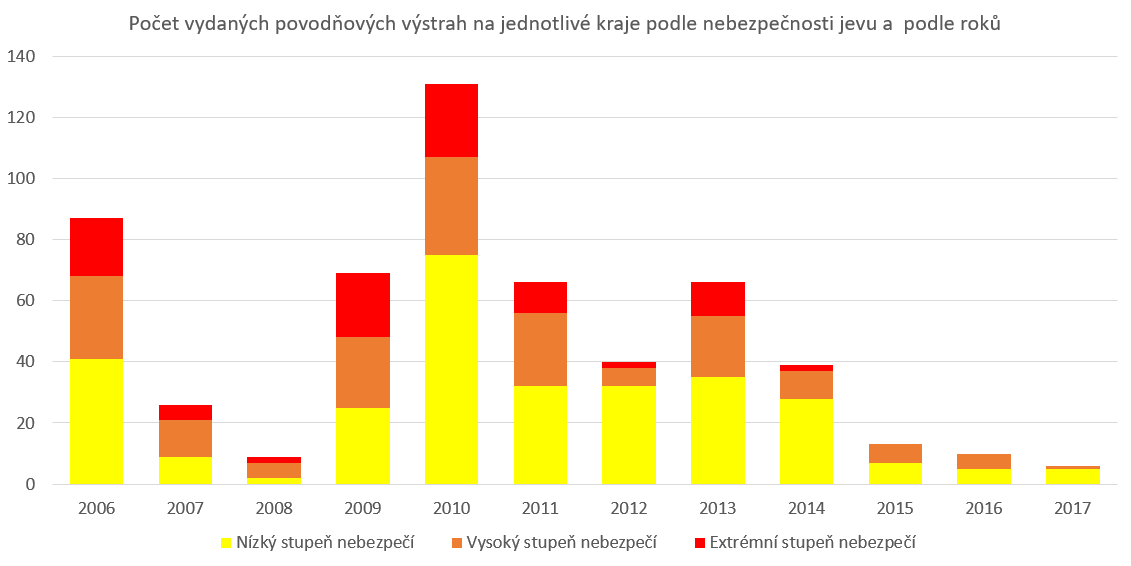 Počet vydaných povodňových výstrah na jednotlivé kraje podle nebezpečnosti jevu a  podle roků
140
120
100
80
60
40
20
0
2006 2007 2008 2009 2010 2011 2012 2013 2014 2015 2016 2017
Nízký stupeň nebezpečí Vysoký stupeň nebezpečí Extrémní stupeň nebezpečí